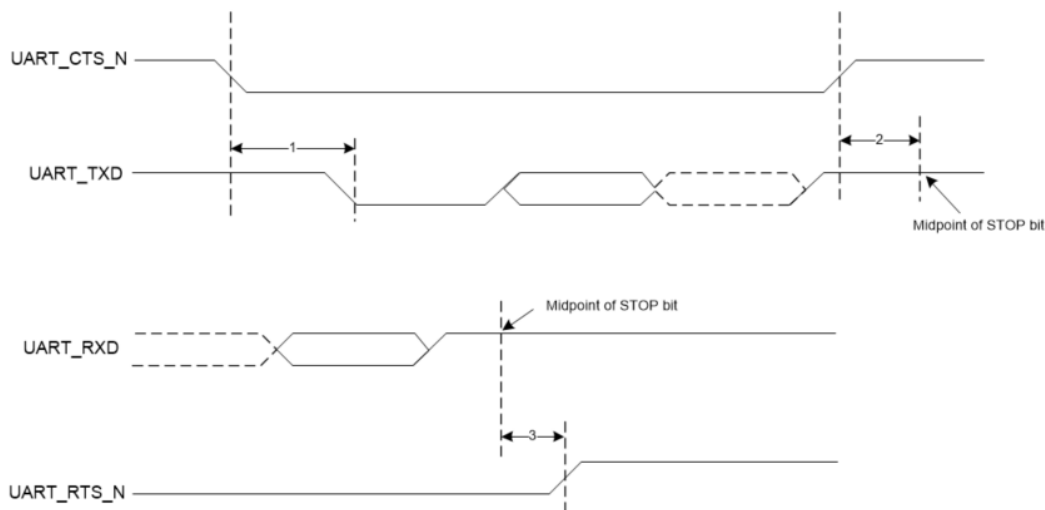 UART_CTS_N
1
2
UART_TXD
Midpoint of STOP bit
Midpoint of STOP bit
UART_RXD
3
UART_RTS_N